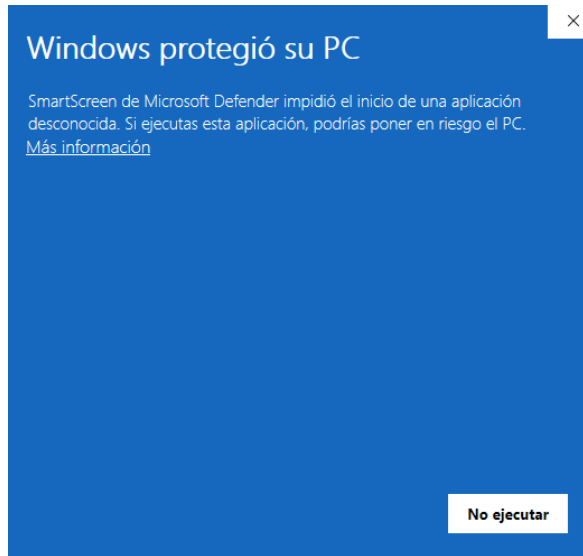 Windows protegió su PC
SmartScreen de Microsoft Defender impidió el inicio de una aplicación
desconocida. Si ejecutas esta aplicación, podrías poner en riesgo el PC.
Más información
No ejecutar